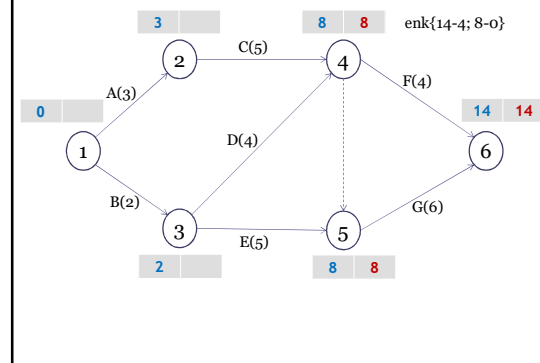 3
8 8 enk{14-4; 8-0}
C(5)
2
4
A(3)
F(4)
0
14 14
D(4)
1
6
B(2)
G(6)
3
5
E(5)
2
8 8